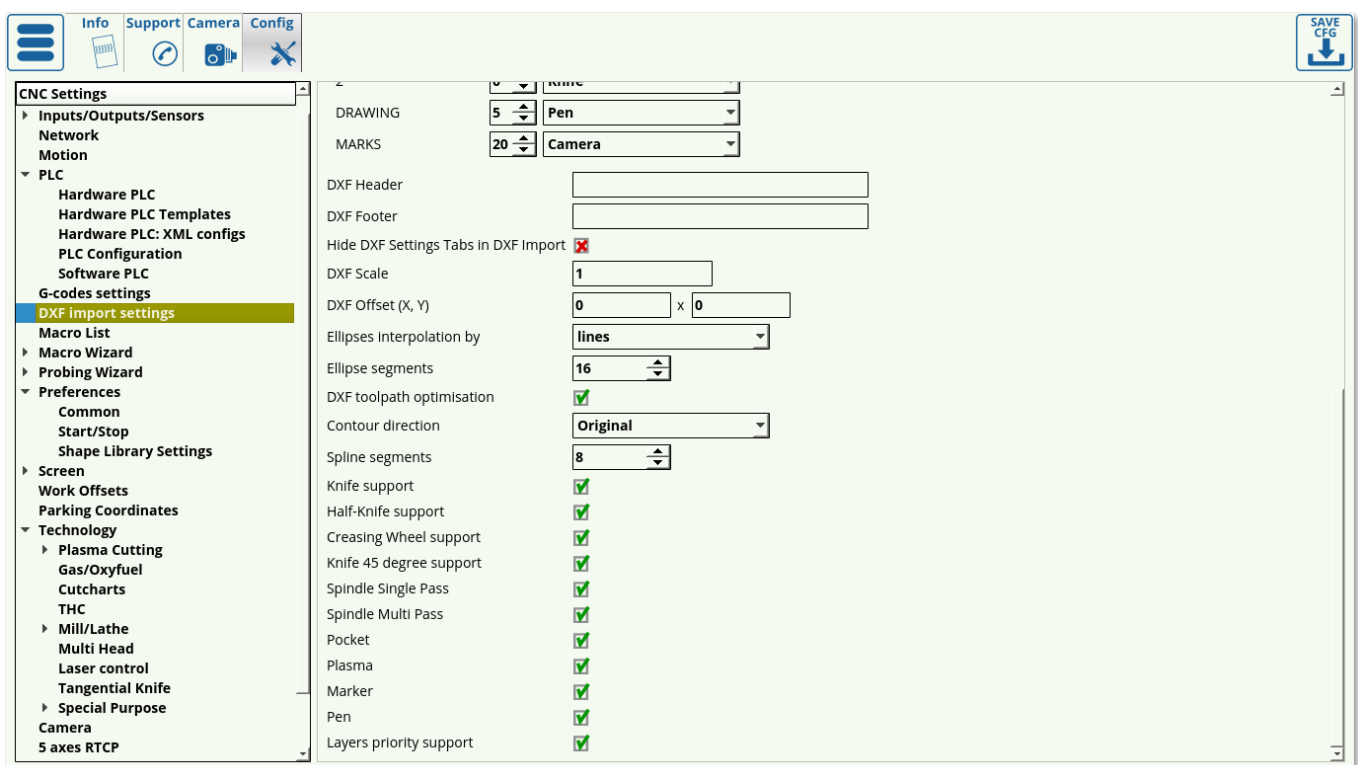 Info Support Camera Config
SAVE
CFG
CNC Settings
Inputs/Outputs/Sensors
Network
Motion
PLC
Hardware PLC
Hardware PLC Templates
Hardware PLC: XML configs
PLC Configuration
Software PLC
G-codes settings
DXF import settings
Macro List
Macro Wizard
Probing Wizard
Preferences
Common
Start/Stop
Shape Library Settings
Screen
Work Offsets
Parking Coordinates
Technology
Plasma Cutting
Gas/Oxyfuel
Cutcharts
THC
Mill/Lathe
Multi Head
Laser control
Tangential Knife
Special Purpose
Camera
5 axes RTCP
Knife
DRAWING 5 Pen
MARKS 20 Camera
DXF Header
DXF Footer
Hide DXF Settings Tabs in DXF Import
DXF Scale 1
DXF Offset (X, Y) 0 x 0
Ellipses interpolation by lines
Ellipse segments 16
DXF toolpath optimisation
Contour direction Original
Spline segments 8
Knife support
Half-Knife support
Creasing Wheel support
Knife 45 degree support
Spindle Single Pass
Spindle Multi Pass
Pocket
Plasma
Marker
Pen
Layers priority support